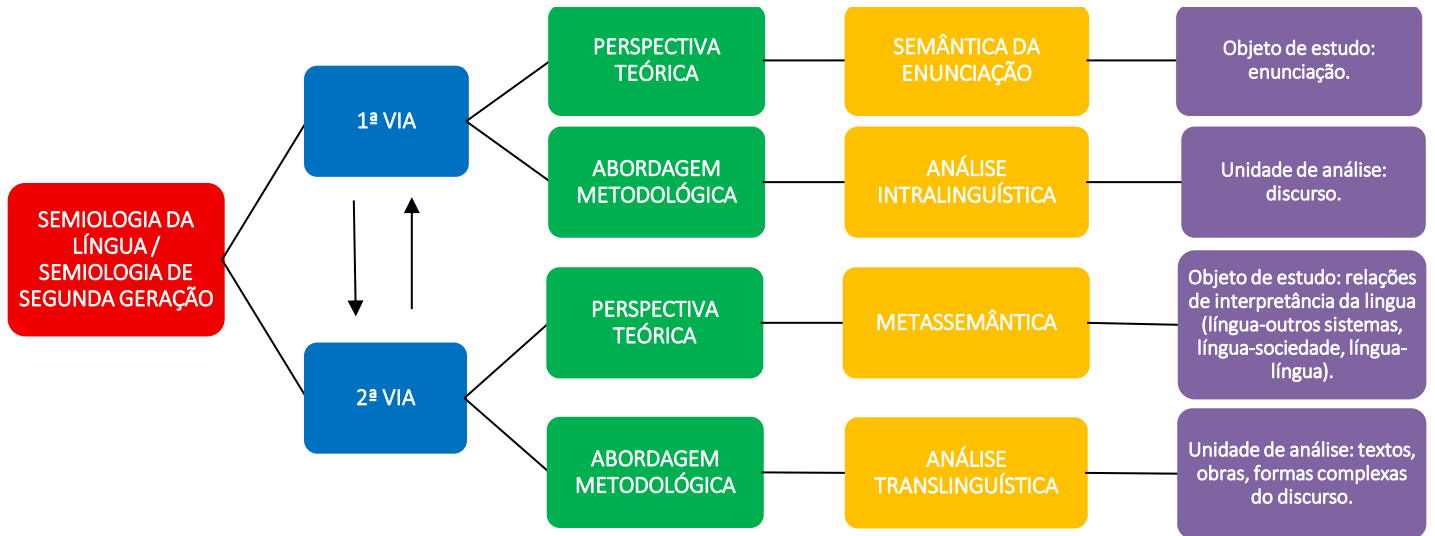 SEMIOLOGIA DA
LÍNGUA /
SEMIOLOGIA DE
SEGUNDA GERAÇÃO
1ª VIA
PERSPECTIVA
TEÓRICA
SEMÂNTICA DA
ENUNCIAÇÃO
Objeto de estudo:
enunciação.
ABORDAGEM
METODOLÓGICA
ANÁLISE
INTRALINGUÍSTICA
Unidade de análise:
discurso.
2ª VIA
PERSPECTIVA
TEÓRICA
METASSEMÂNTICA
Objeto de estudo: relações
de interpretância da lingua
(língua-outros sistemas,
língua-sociedade, língua-
língua).
ABORDAGEM
METODOLÓGICA
ANÁLISE
TRANSLINGUÍSTICA
Unidade de análise: textos,
obras, formas complexas
do discurso.